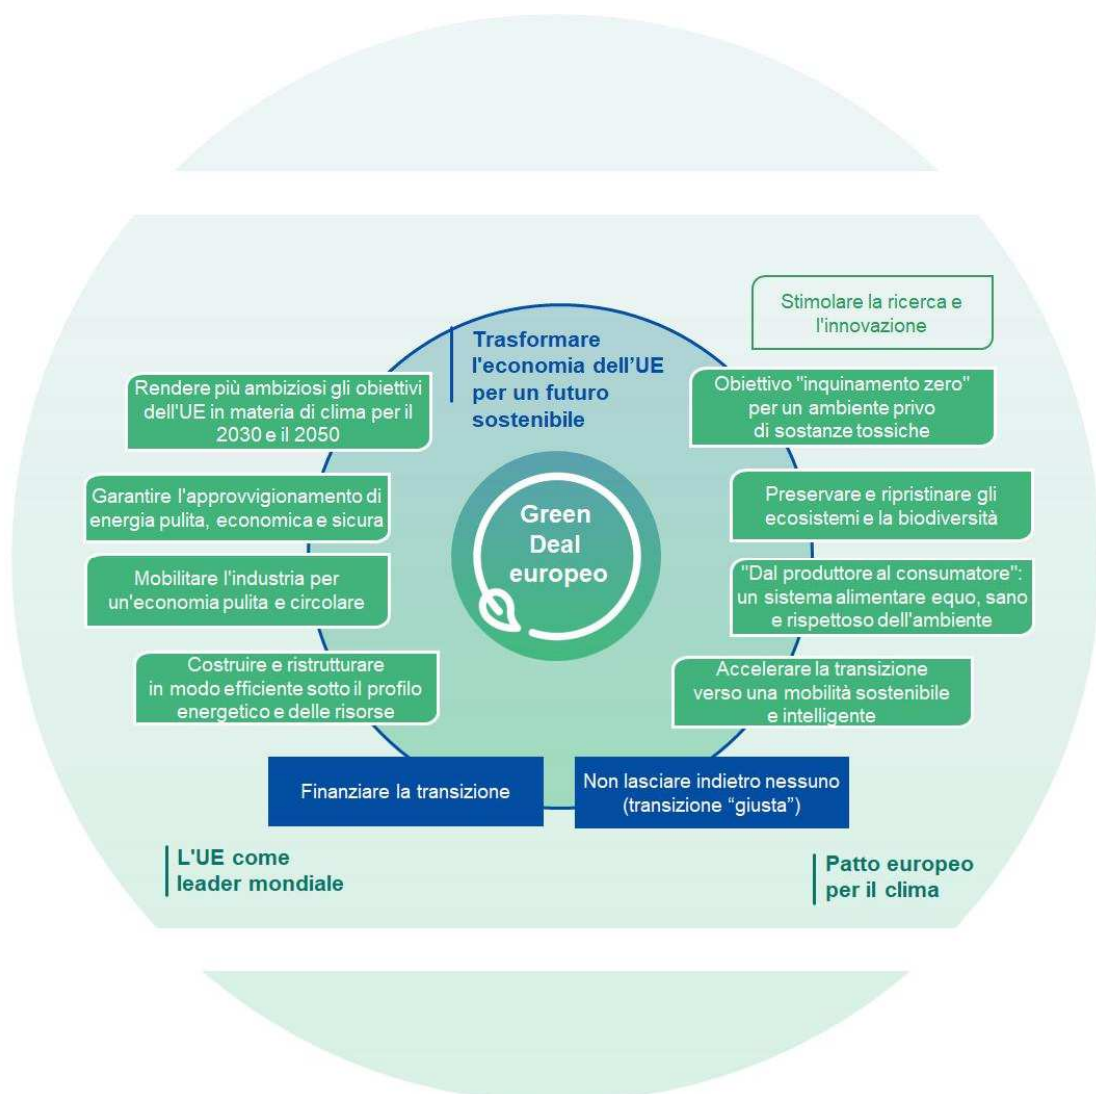 Stimolare la ricerca e
l'innovazione
Trasformare
l'economia dell'UE
per un futuro
sostenibile
Rendere più ambiziosi gli obiettivi
dell'UE in materia di clima per il
2030 e il 2050
Obiettivo "inquinamento zero"
per un ambiente privo
di sostanze tossiche
Garantire l'approvvigionamento di
energia pulita, economica e sicura
Preservare e ripristinare gli
ecosistemi e la biodiversità
Green
Deal
europeo
Mobilitare l'industria per
un'economia pulita e circolare
"Dal produttore al consumatore":
un sistema alimentare equo, sano
e rispettoso dell'ambiente
Costruire e ristrutturare
in modo efficiente sotto il profilo
energetico e delle risorse
Accelerare la transizione
verso una mobilità sostenibile
e intelligente
Finanziare la transizione
Non lasciare indietro nessuno
(transizione “giusta”)
L'UE come
leader mondiale
Patto europeo
per il clima